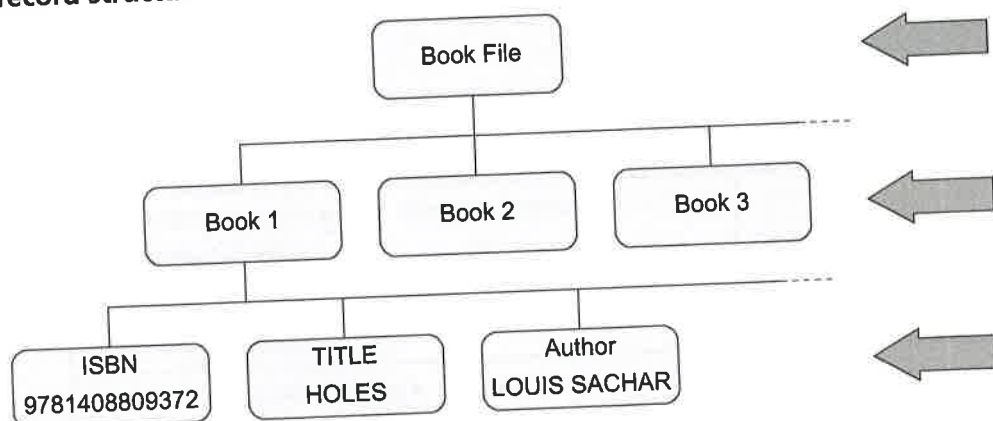 Book File
Book 1
Book 2
Book 3
ISBN
9781408809372
TITLE
HOLES
Author
LOUIS SACHAR